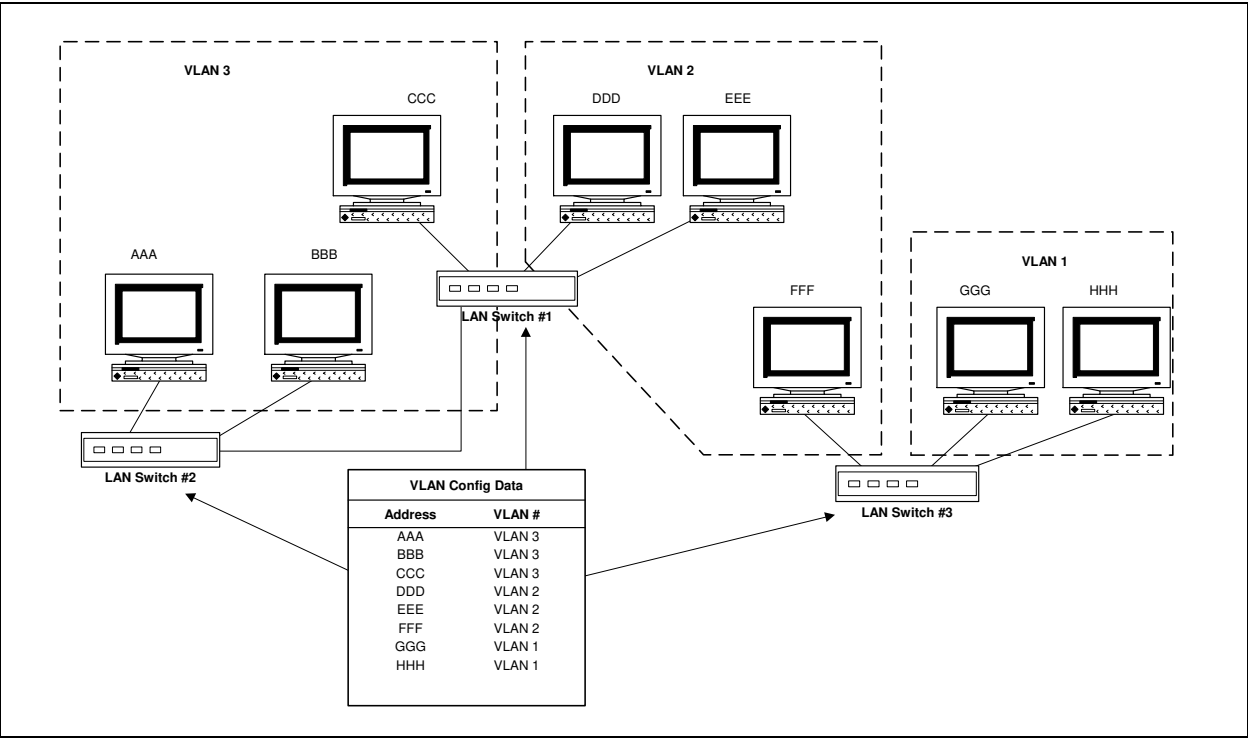 VLAN 3
VLAN 2
CCC
DDD
EEE
AAA
BBB
VLAN 1
FFF
GGG
HHH
LAN Switch #1
LAN Switch #2
LAN Switch #3
VLAN Config Data
Address VLAN #
AAA VLAN 3
BBB VLAN 3
CCC VLAN 3
DDD VLAN 2
EEE VLAN 2
FFF VLAN 2
GGG VLAN 1
HHH VLAN 1